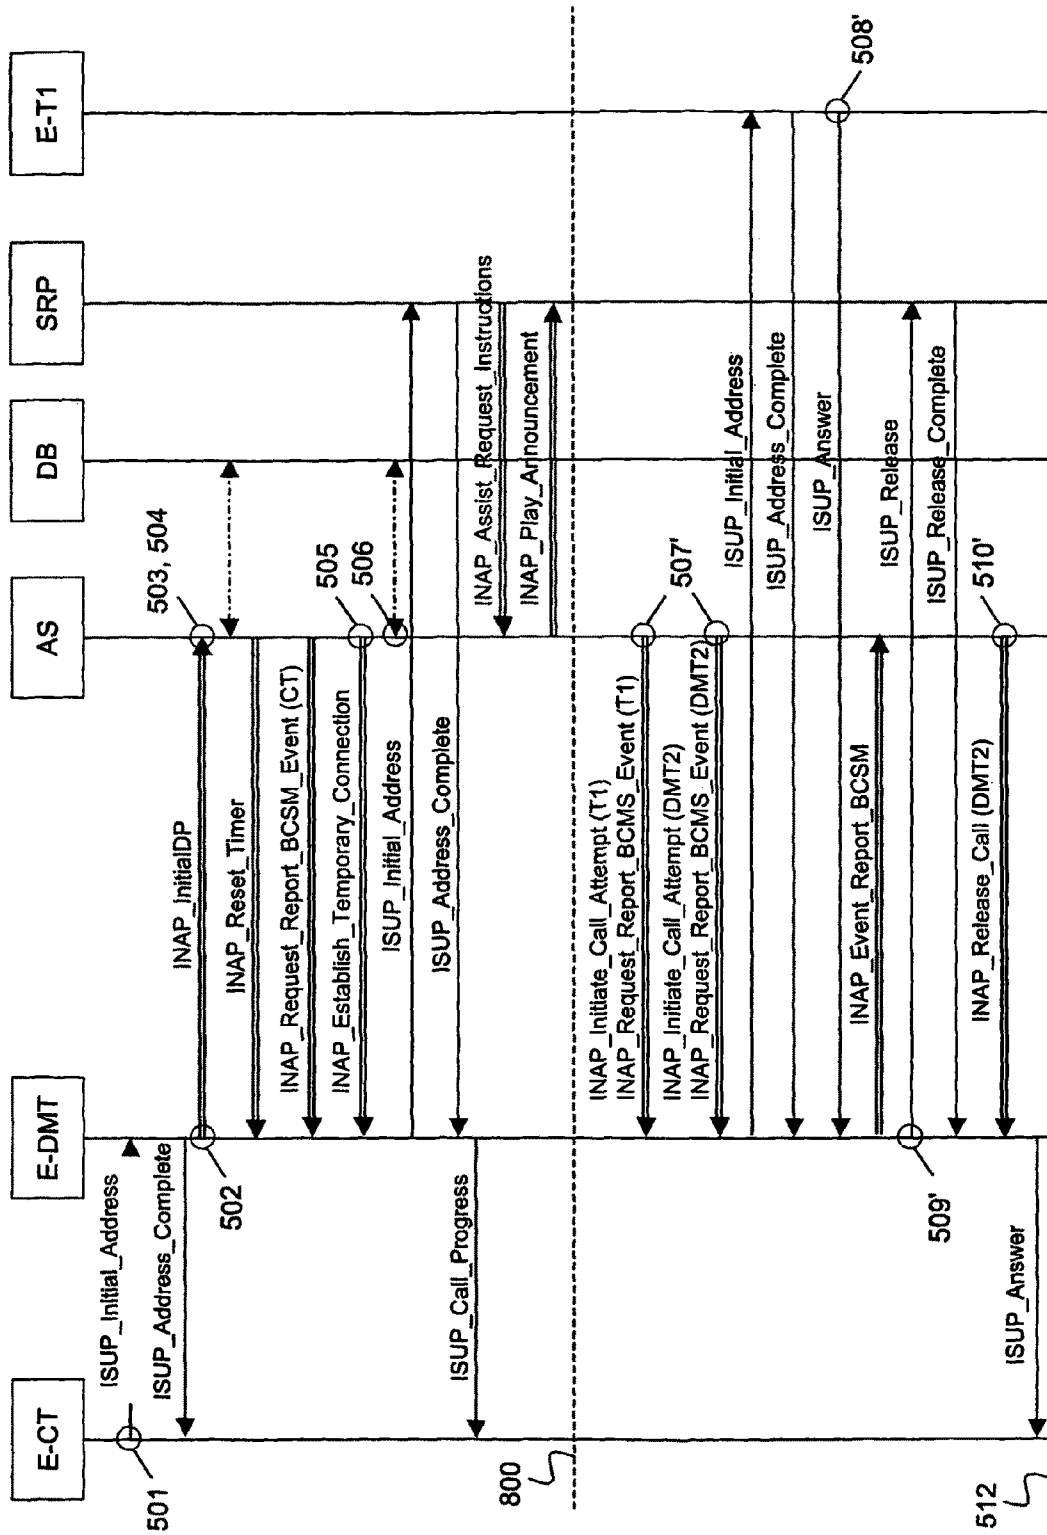 E-CT
E-DMT
AS
DB
SRP
E-T1
501
ISUP_Initial_Address
ISUP_Address_Complete
502
INAP_InitialDP
503, 504
INAP_Reset_Timer
INAP_Request_Report_BCSM_Event (CT)
INAP_Establish_Temporary_Connection
505
506
ISUP_Initial_Address
ISUP_Address_Complete
ISUP_Call_Progress
INAP_Assist_Request_Instructions
INAP_Play_Announcement
800
INAP_Initiate_Call_Attempt (T1)
INAP_Request_Report_BCMS_Event (T1)
INAP_Initiate_Call_Attempt (DMT2)
INAP_Request_Report_BCMS_Event (DMT2)
507'
ISUP_Initial_Address
ISUP_Address_Complete
ISUP_Answer
508'
INAP_Event_Report_BCSM
509'
ISUP_Release
ISUP_Release_Complete
INAP_Release_Call (DMT2)
510'
ISUP_Answer
512